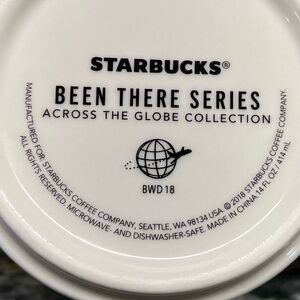 STARBUCKS®
BEEN THERE SERIES
ACROSS THE GLOBE COLLECTION
BWD 18
MANUFACTURED FOR: STARBUCKS COFFEE COMPANY, SEATTLE, WA 98134 USA. © 2018 STARBUCKS COFFEE COMPANY.
ALL RIGHTS RESERVED. MICROWAVE- AND DISHWASHER-SAFE. MADE IN CHINA 14 FL OZ / 414 mL